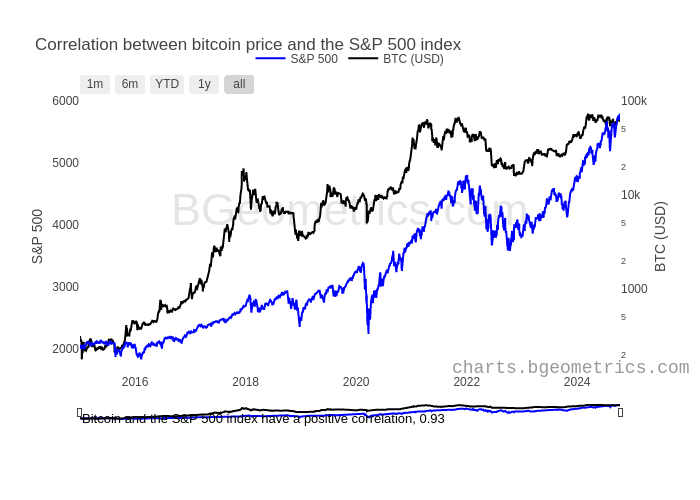 Correlation between bitcoin price and the S&P 500 index
S&P 500 BTC (USD)
1m 6m YTD 1y all
6000 100k
5
5000 2
BGeometrics.com
10k
4000 5
S&P 500
BTC (USD)
2
3000 1000
5
2000 2
charts.bgeometrics.com
2016 2018 2020 2022 2024
Bitcoin and the S&P 500 index have a positive correlation, 0.93